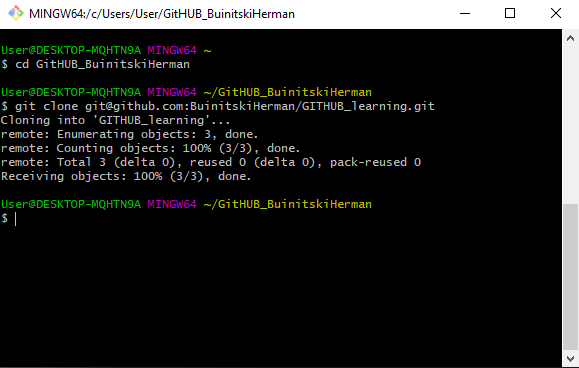 MINGW64:/c/Users/User/GitHUB_BuinitskiHerman
User@DESKTOP-MQHTN9A MINGW64 ~
$ cd GitHUB_BuinitskiHerman
User@DESKTOP-MQHTN9A MINGW64 ~/GitHUB_BuinitskiHerman
$ git clone git@github.com:BuinitskiHerman/GITHUB_learning.git
Cloning into 'GITHUB_learning'...
remote: Enumerating objects: 3, done.
remote: Counting objects: 100% (3/3), done.
remote: Total 3 (delta 0), reused 0 (delta 0), pack-reused 0
Receiving objects: 100% (3/3), done.
User@DESKTOP-MQHTN9A MINGW64 ~/GitHUB_BuinitskiHerman
$